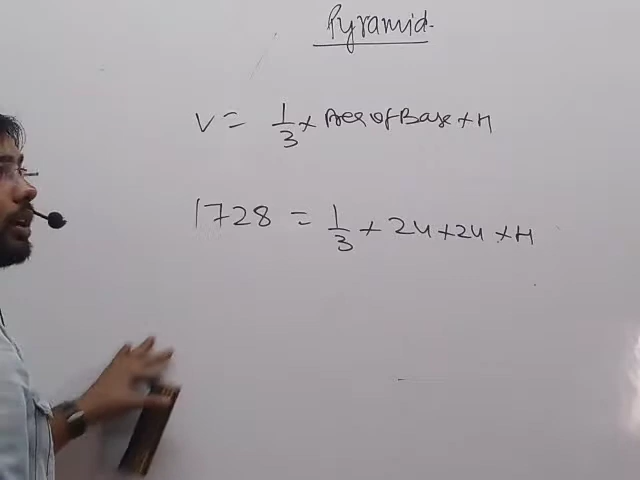 Pyramid.
V = 1/3 × Area of Base × H
1728 = 1/3 × 24 × 24 × H